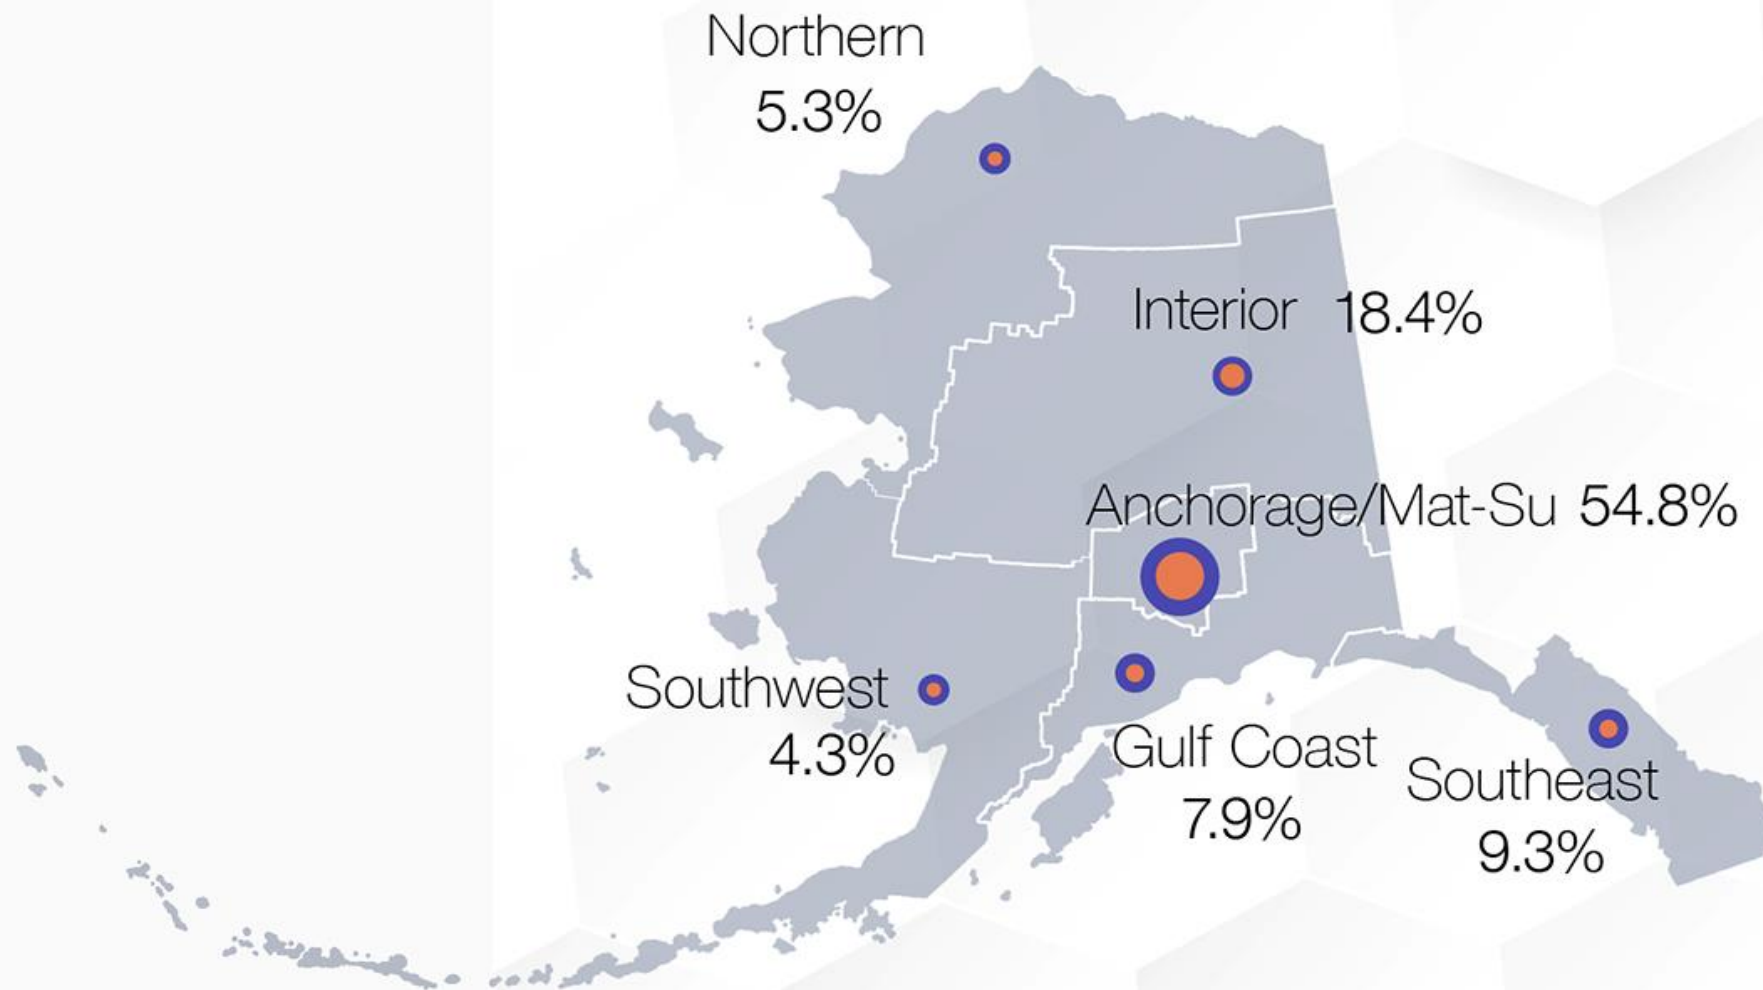 Northern
5.3%
Interior 18.4%
Anchorage/Mat-Su 54.8%
Southwest
4.3%
Gulf Coast
7.9%
Southeast
9.3%